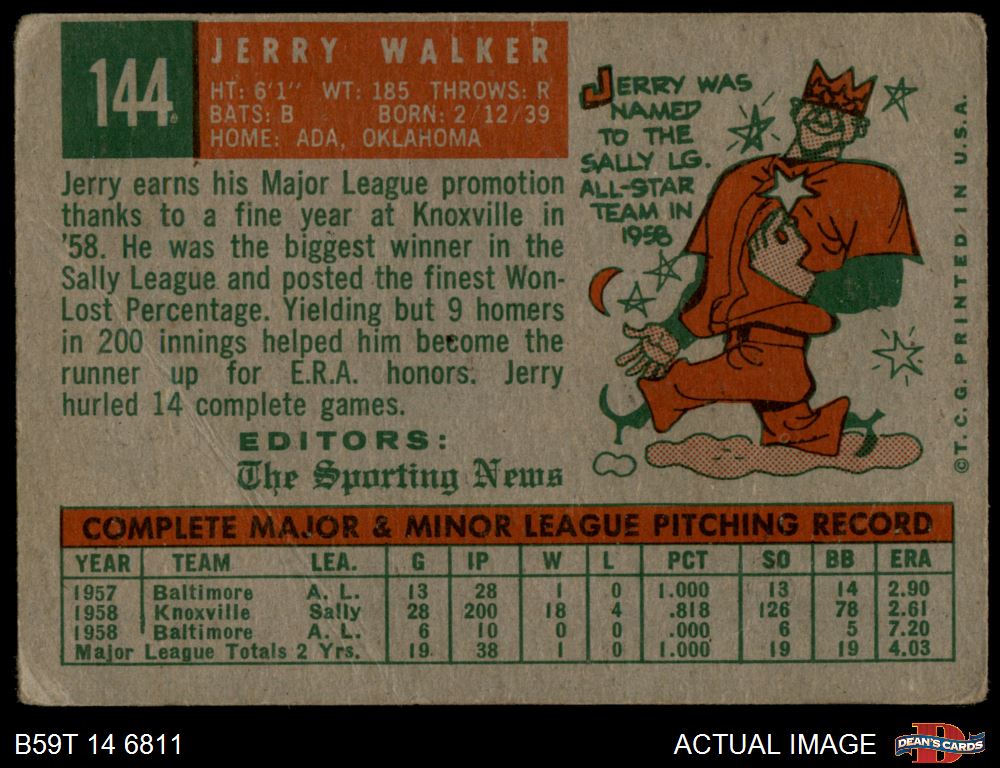 144
JERRY WALKER
HT: 6'1" WT: 185 THROWS: R
BATS: B BORN: 2/12/39
HOME: ADA, OKLAHOMA
Jerry earns his Major League promotion
thanks to a fine year at Knoxville in
'58. He was the biggest winner in the
Sally League and posted the finest Won-
Lost Percentage. Yielding but 9 homers
in 200 innings helped him become the
runner up for E.R.A. honors. Jerry
hurled 14 complete games.
EDITORS:
The Sporting News
JERRY WAS
NAMED
TO THE
SALLY LG.
ALL-STAR
TEAM IN
1958
©T.C.G. PRINTED IN U.S.A.
COMPLETE MAJOR & MINOR LEAGUE PITCHING RECORD
YEAR TEAM LEA. G IP W L PCT SO BB ERA
1957 Baltimore A. L. 13 28 1 0 1.000 13 14 2.90
1958 Knoxville Sally 28 200 18 4 .818 126 78 2.61
1958 Baltimore A. L. 6 10 0 0 .000 6 5 7.20
Major League Totals 2 Yrs. 19 38 1 0 1.000 19 19 4.03
B59T 14 6811
ACTUAL IMAGE
D
DEAN'S CARDS